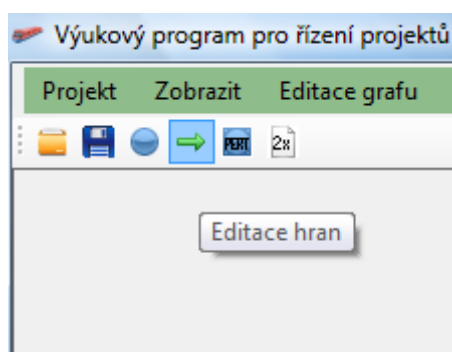 Výukový program pro řízení projektů
Projekt Zobrazit Editace grafu
PERT 2x
Editace hran